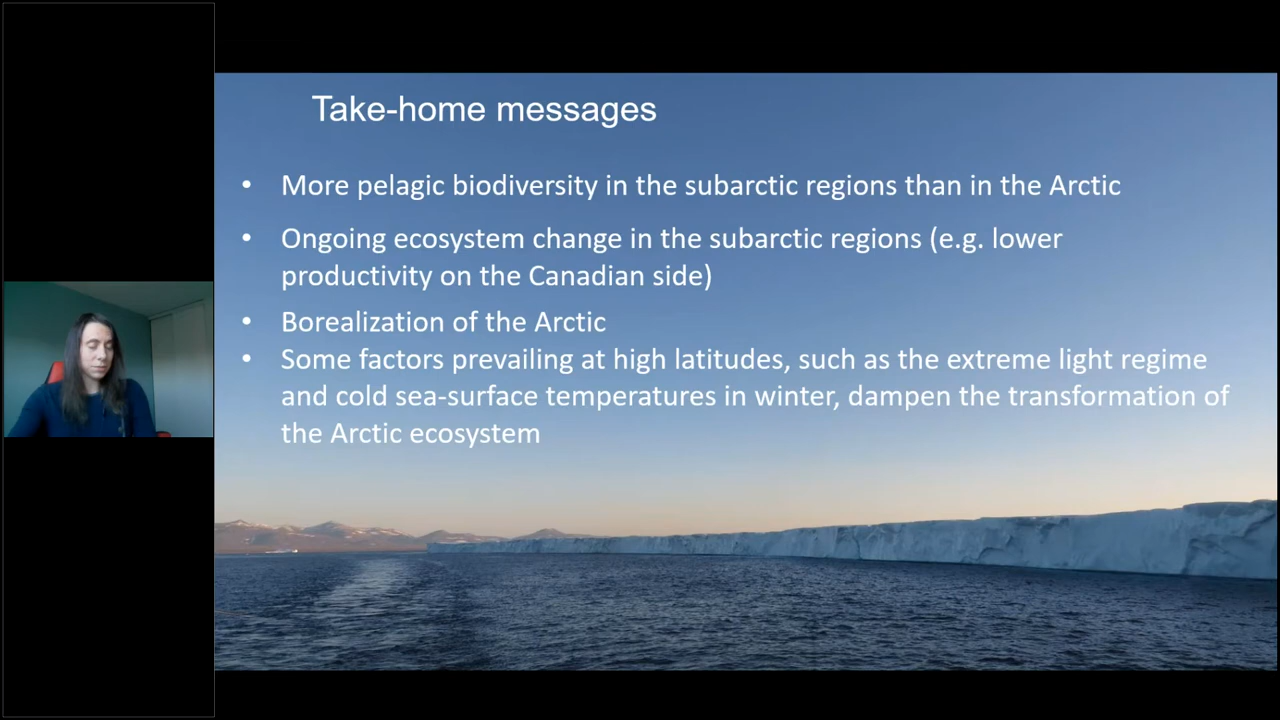 Take-home messages
• More pelagic biodiversity in the subarctic regions than in the Arctic
• Ongoing ecosystem change in the subarctic regions (e.g. lower
productivity on the Canadian side)
• Borealization of the Arctic
• Some factors prevailing at high latitudes, such as the extreme light regime
and cold sea-surface temperatures in winter, dampen the transformation of
the Arctic ecosystem